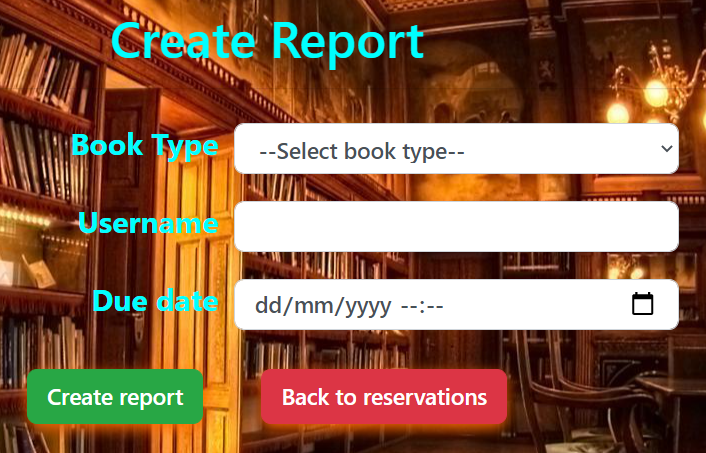 Create Report
Book Type --Select book type--
Username
Due date dd/mm/yyyy --:--
Create report Back to reservations